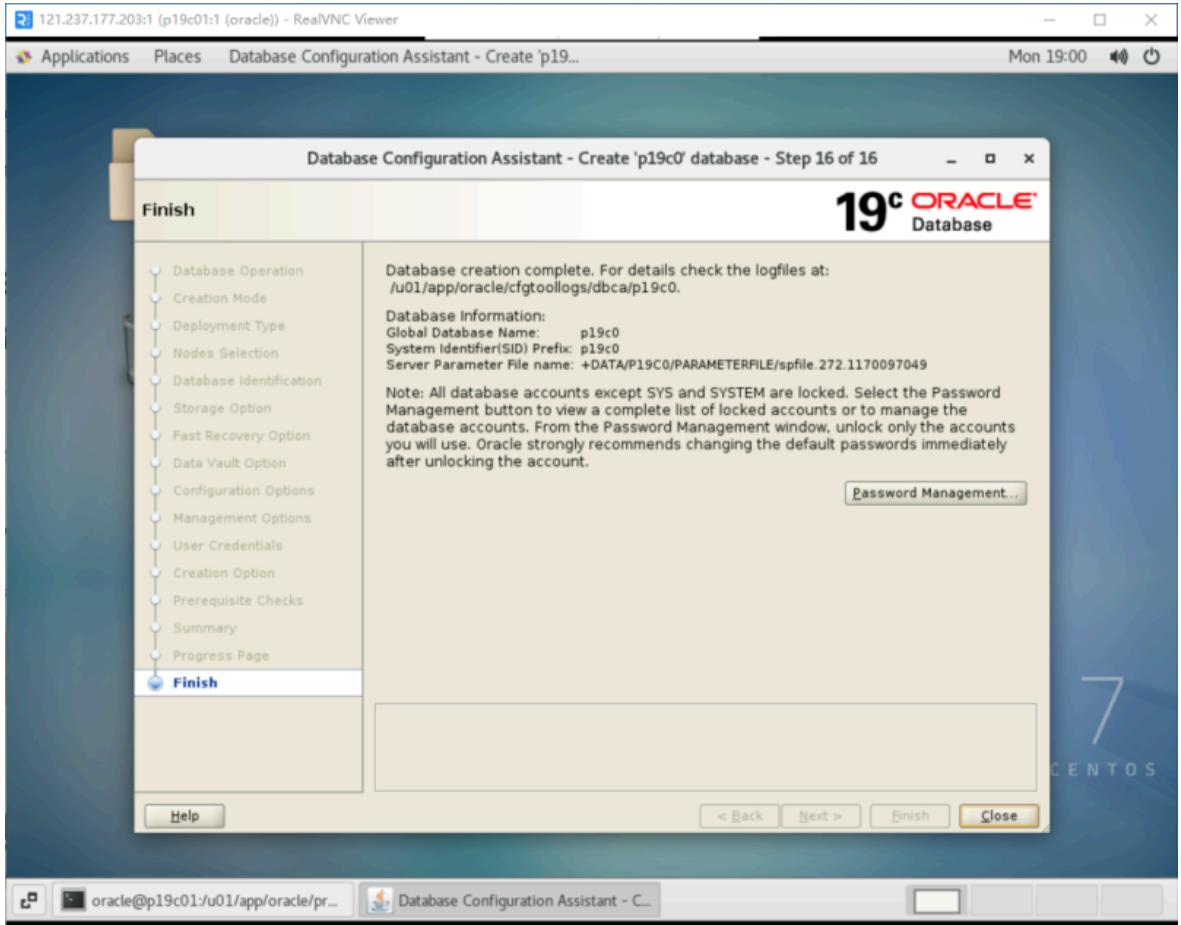 121.237.177.203:1 (p19c01:1 (oracle)) - RealVNC Viewer
Applications Places Database Configuration Assistant - Create 'p19... Mon 19:00
Database Configuration Assistant - Create 'p19c0' database - Step 16 of 16
Finish
19c ORACLE
Database
Database Operation
Creation Mode
Deployment Type
Nodes Selection
Database Identification
Storage Option
Fast Recovery Option
Data Vault Option
Configuration Options
Management Options
User Credentials
Creation Option
Prerequisite Checks
Summary
Progress Page
Finish
Database creation complete. For details check the logfiles at:
/u01/app/oracle/cfgtoollogs/dbca/p19c0.
Database Information:
Global Database Name: p19c0
System Identifier(SID) Prefix: p19c0
Server Parameter File name: +DATA/P19C0/PARAMETERFILE/spfile.272.1170097049
Note: All database accounts except SYS and SYSTEM are locked. Select the Password
Management button to view a complete list of locked accounts or to manage the
database accounts. From the Password Management window, unlock only the accounts
you will use. Oracle strongly recommends changing the default passwords immediately
after unlocking the account.
Password Management...
7
CENTOS
Help
< Back Next > Finish Close
oracle@p19c01:/u01/app/oracle/pr... Database Configuration Assistant - C...